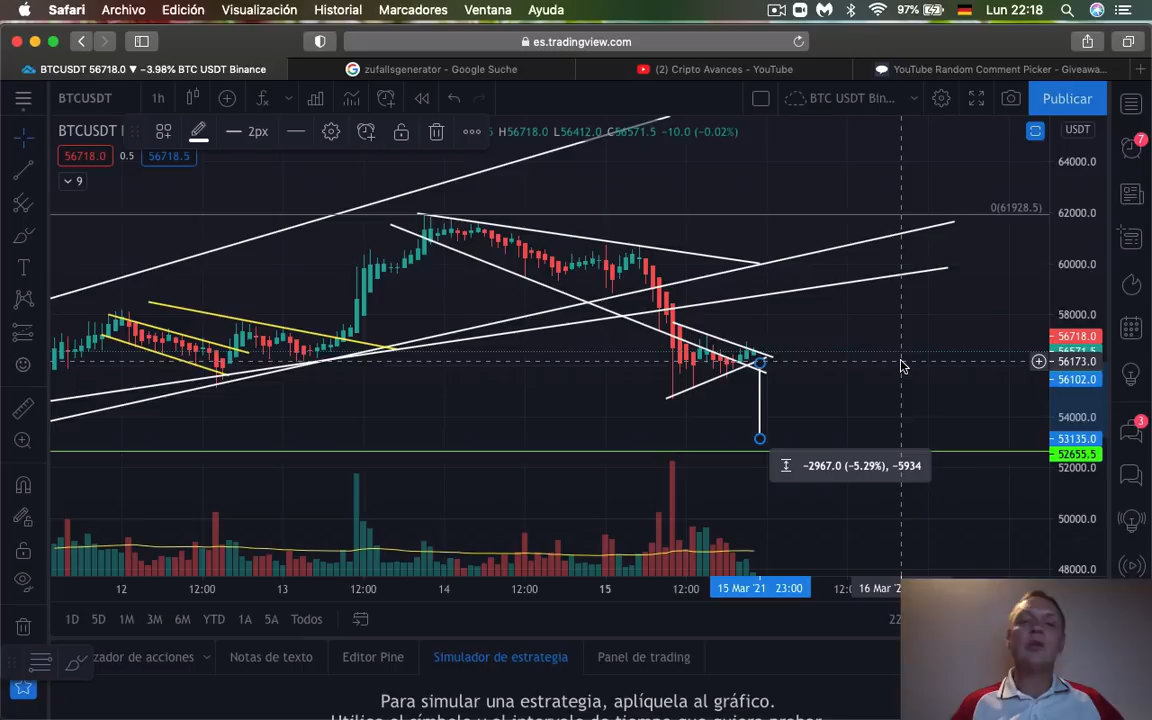 Safari Archivo Edición Visualización Historial Marcadores Ventana Ayuda 97% Lun 22:18
es.tradingview.com
BTCUSDT 56718.0 ▼ −3.98% BTC USDT Binance
zufallsgenerator - Google Suche
(2) Cripto Avances - YouTube
YouTube Random Comment Picker - Giveawa...
BTCUSDT 1h BTC USDT Bin... Publicar
BTCUSDT 2px H56718.0 L56412.0 C56571.5 −10.0 (−0.02%) USDT
56718.0 0.5 56718.5
7
9
64000.0
0(61928.5)
62000.0
60000.0
58000.0
56718.0
56173.0
56102.0
54000.0
3
53135.0
52655.5
−2967.0 (−5.29%), −5934
52000.0
50000.0
48000.0
12 12:00 13 12:00 14 12:00 15 12:00 15 Mar '21 23:00 16 Mar '2
1D 5D 1M 3M 6M YTD 1A 5A Todos 22
zador de acciones Notas de texto Editor Pine Simulador de estrategia Panel de trading
Para simular una estrategia, aplíquela al gráfico.